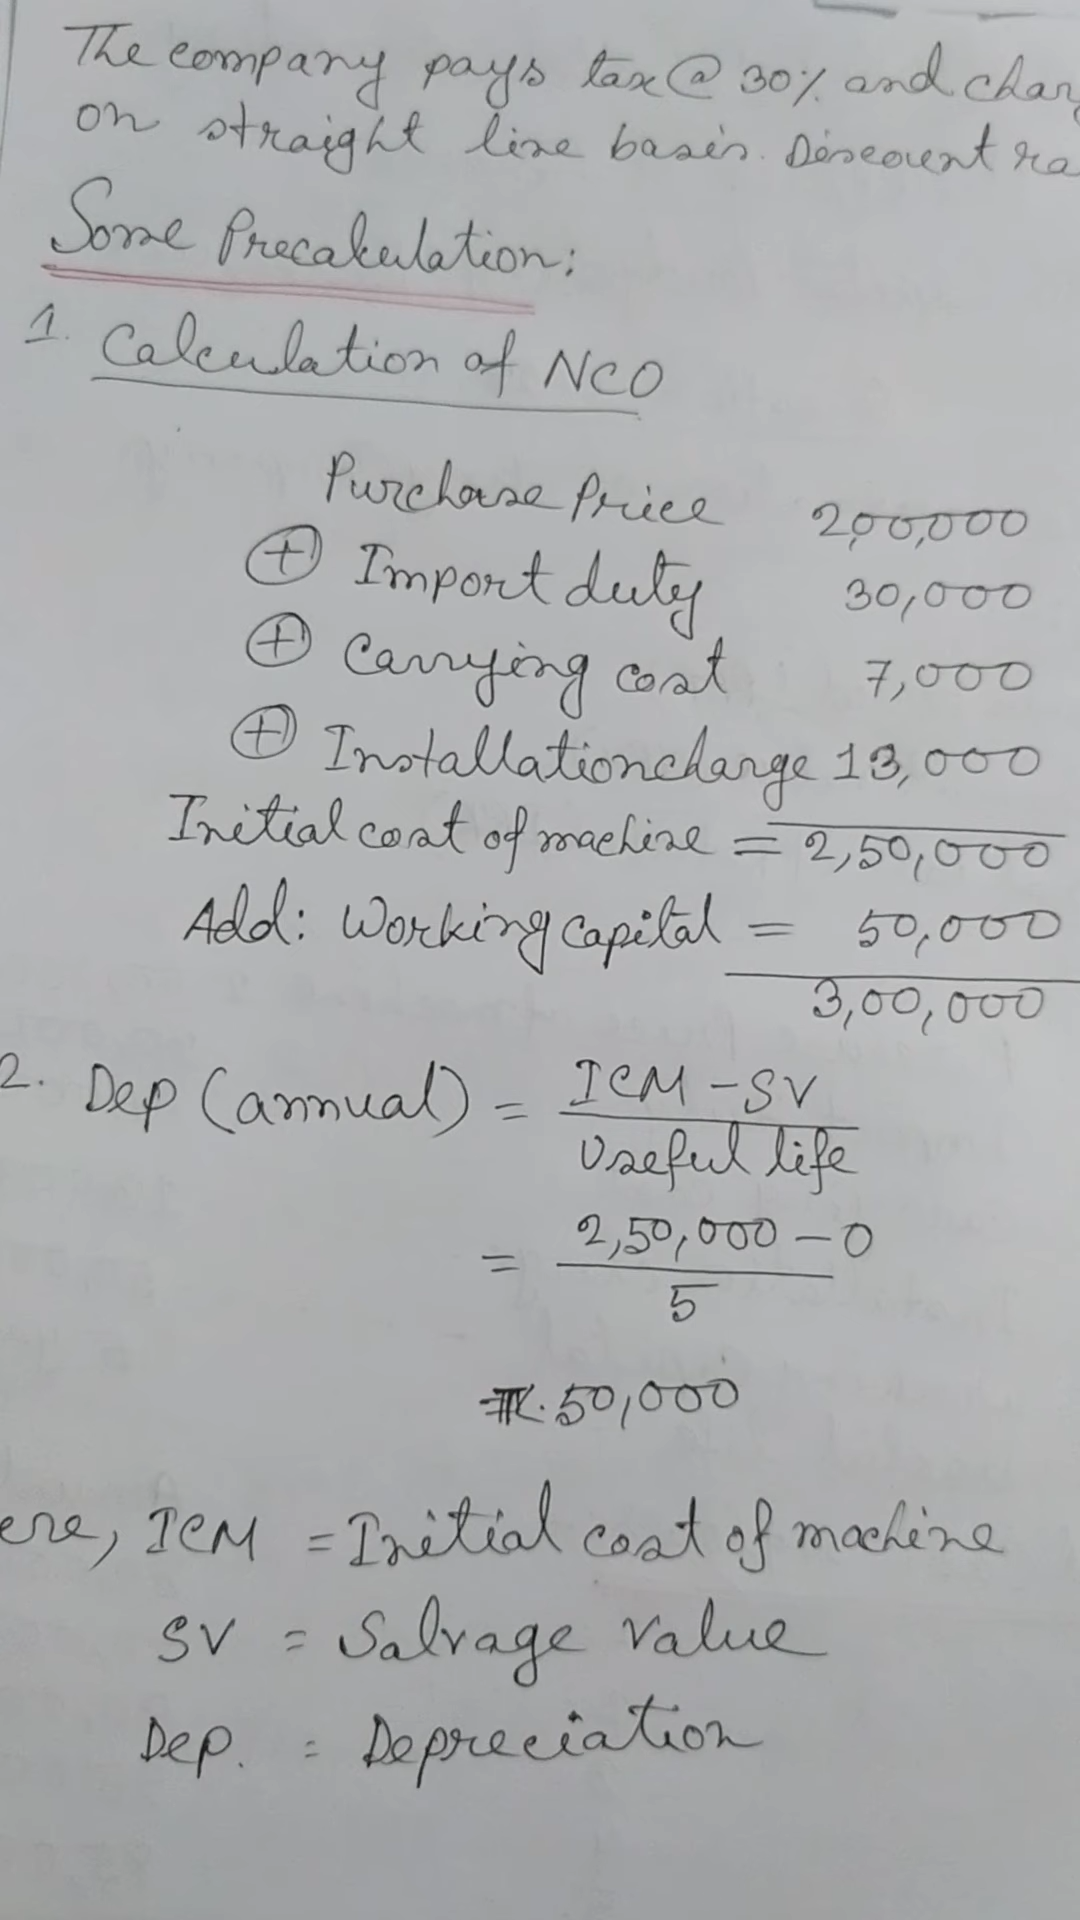 The company pays tax @ 30% and
on straight line basis. Discount
Some Precalculation:
1. Calculation of NCO
Purchase Price 2,00,000
(+) Import duty 30,000
(+) Carrying cost 7,000
(+) Installation charge 13,000
Initial cost of machine = 2,50,000
Add: Working capital = 50,000
3,00,000
2. Dep (annual) = ICM - SV
Useful life
= 2,50,000 - 0
5
= 50,000
ere, ICM = Initial cost of machine
SV = Salvage Value
Dep. = Depreciation